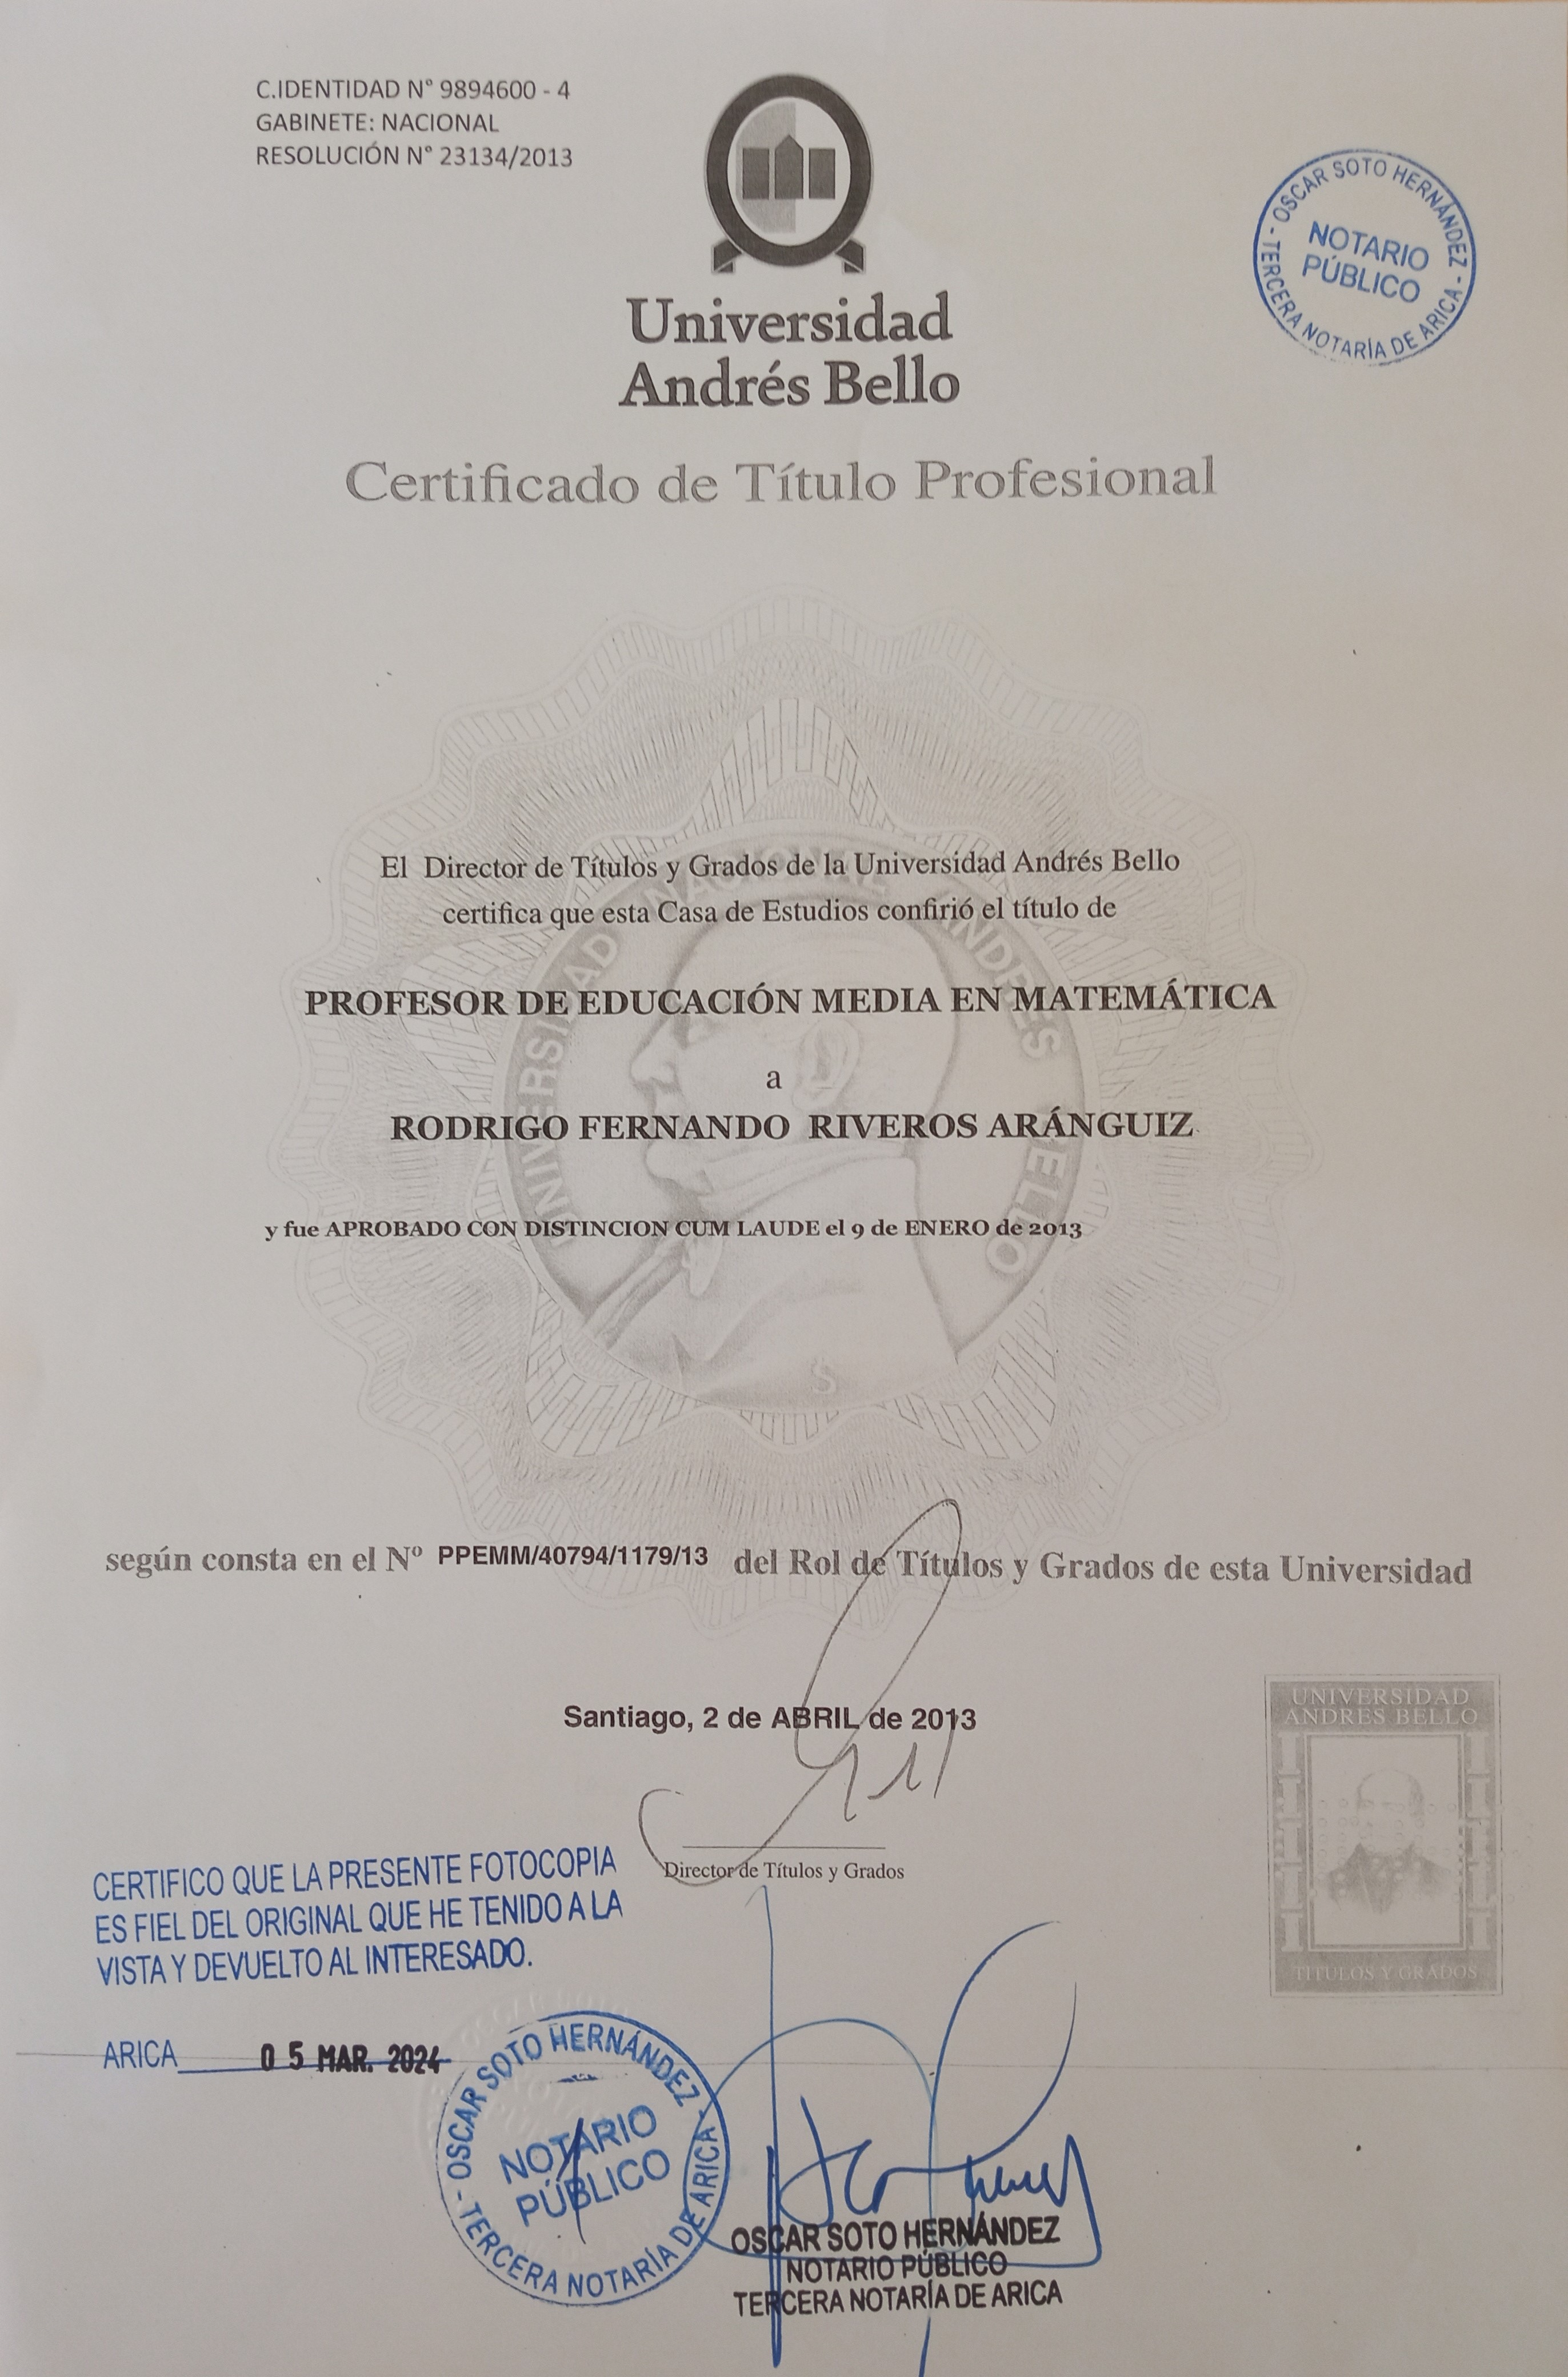 C.IDENTIDAD N° 9894600 - 4
GABINETE: NACIONAL
RESOLUCIÓN N° 23134/2013
- OSCAR SOTO HERNÁNDEZ -
NOTARIO
PÚBLICO
TERCERA NOTARÍA DE ARICA
Universidad
Andrés Bello
Certificado de Título Profesional
El Director de Títulos y Grados de la Universidad Andrés Bello
certifica que esta Casa de Estudios confirió el título de
PROFESOR DE EDUCACIÓN MEDIA EN MATEMÁTICA
a
RODRIGO FERNANDO RIVEROS ARÁNGUIZ
y fue APROBADO CON DISTINCION CUM LAUDE el 9 de ENERO de 2013
UNIVERSIDAD NACIONAL ANDRES BELLO
según consta en el Nº PPEMM/40794/1179/13 del Rol de Títulos y Grados de esta Universidad
Santiago, 2 de ABRIL de 2013
Director de Títulos y Grados
UNIVERSIDAD
ANDRES BELLO
TITULOS Y GRADOS
CERTIFICO QUE LA PRESENTE FOTOCOPIA
ES FIEL DEL ORIGINAL QUE HE TENIDO A LA
VISTA Y DEVUELTO AL INTERESADO.
ARICA 05 MAR. 2024
- OSCAR SOTO HERNÁNDEZ -
NOTARIO
PÚBLICO
TERCERA NOTARÍA DE ARICA
OSCAR SOTO HERNÁNDEZ
NOTARIO PÚBLICO
TERCERA NOTARÍA DE ARICA